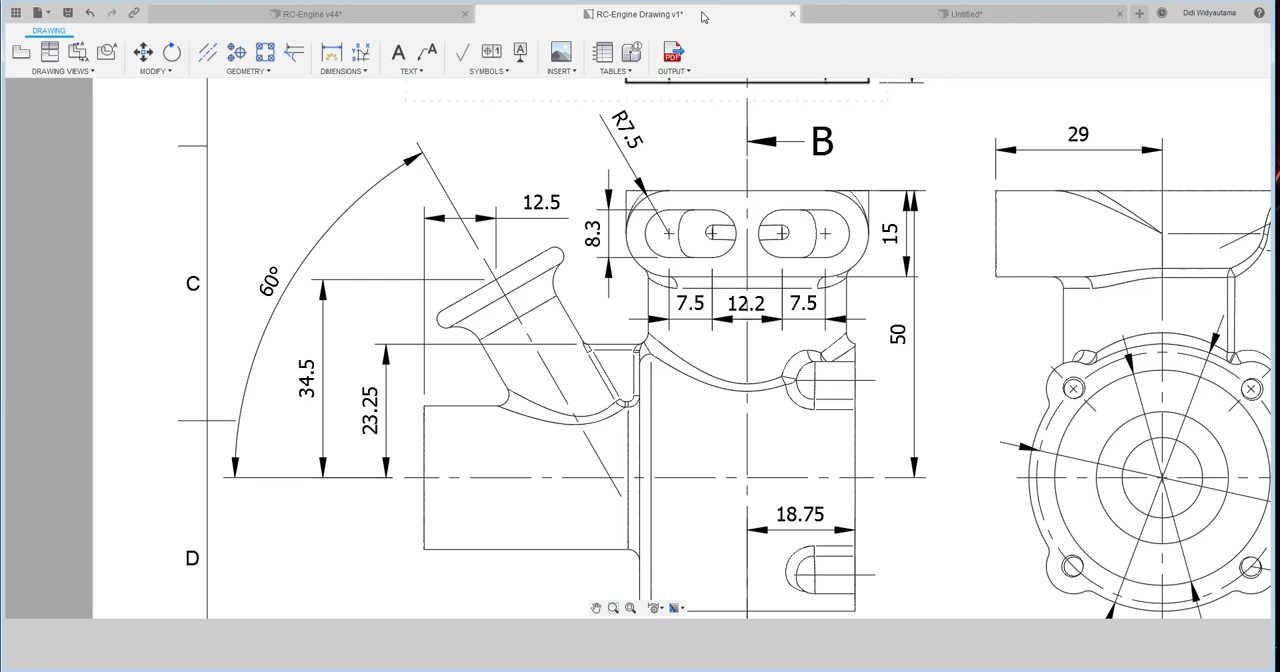 RC-Engine v44*
RC-Engine Drawing v1*
Untitled*
Didi Widyautama
DRAWING
DRAWING VIEWS
MODIFY
GEOMETRY
DIMENSIONS
TEXT
SYMBOLS
INSERT
TABLES
OUTPUT
PDF
R7.5
B
29
12.5
8.3
15
60°
C
7.5
12.2
7.5
50
34.5
23.25
18.75
D